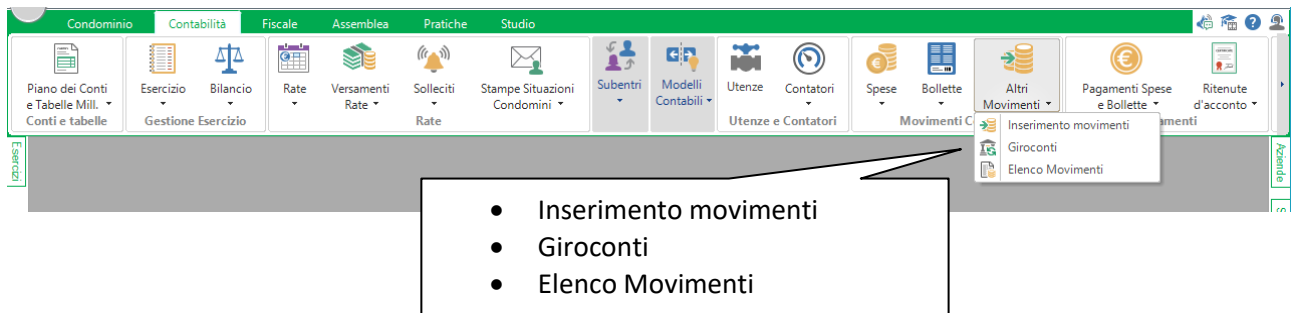 Condominio Contabilità Fiscale Assemblea Pratiche Studio
Piano dei Conti
e Tabelle Mill.
Esercizio
Bilancio
Rate
Versamenti
Rate
Solleciti
Stampe Situazioni
Condomini
Subentri
Modelli
Contabili
Utenze
Contatori
Spese
Bollette
Altri
Movimenti
Pagamenti Spese
e Bollette
Ritenute
d'acconto
Conti e tabelle
Gestione Esercizio
Rate
Utenze e Contatori
Movimenti C
Inserimento movimenti
Giroconti
Elenco Movimenti
Esercizi
Aziende
• Inserimento movimenti
• Giroconti
• Elenco Movimenti